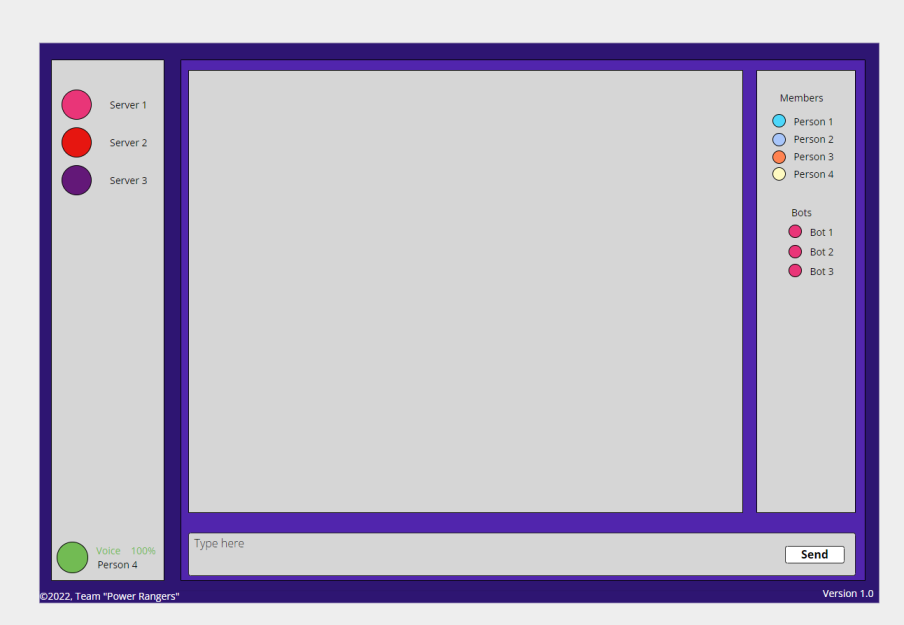 Server 1
Server 2
Server 3
Voice 100%
Person 4
Members
Person 1
Person 2
Person 3
Person 4
Bots
Bot 1
Bot 2
Bot 3
Type here
Send
©2022, Team "Power Rangers"
Version 1.0